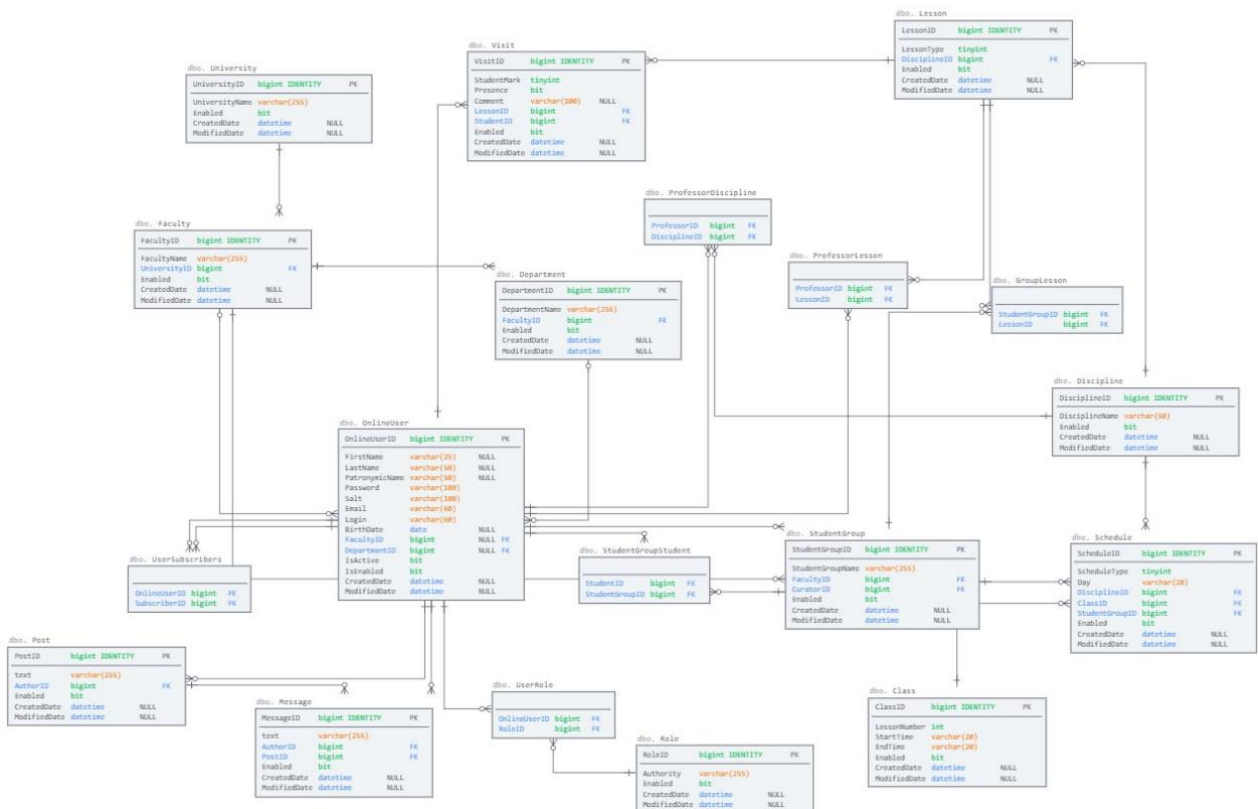 dbo. Lesson
LessonID bigint IDENTITY PK
LessonType tinyint
DisciplineID bigint FK
Enabled bit
CreatedDate datetime NULL
ModifiedDate datetime NULL
dbo. Visit
VisitID bigint IDENTITY PK
StudentMark tinyint
Presence bit
Comment varchar(100) NULL
LessonID bigint FK
StudentID bigint FK
Enabled bit
CreatedDate datetime NULL
ModifiedDate datetime NULL
dbo. University
UniversityID bigint IDENTITY PK
UniversityName varchar(255)
Enabled bit
CreatedDate datetime NULL
ModifiedDate datetime NULL
dbo. ProfessorDiscipline
ProfessorID bigint FK
DisciplineID bigint FK
dbo. Faculty
FacultyID bigint IDENTITY PK
FacultyName varchar(255)
UniversityID bigint FK
Enabled bit
CreatedDate datetime NULL
ModifiedDate datetime NULL
dbo. Department
DepartmentID bigint IDENTITY PK
DepartmentName varchar(255)
FacultyID bigint FK
Enabled bit
CreatedDate datetime NULL
ModifiedDate datetime NULL
dbo. ProfessorLesson
ProfessorID bigint FK
LessonID bigint FK
dbo. GroupLesson
StudentGroupID bigint FK
LessonID bigint FK
dbo. Discipline
DisciplineID bigint IDENTITY PK
DisciplineName varchar(50)
Enabled bit
CreatedDate datetime NULL
ModifiedDate datetime NULL
dbo. OnlineUser
OnlineUserID bigint IDENTITY PK
FirstName varchar(25) NULL
LastName varchar(50) NULL
PatronymicName varchar(50) NULL
Password varchar(100)
Salt varchar(100)
Email varchar(60)
Login varchar(60)
BirthDate date NULL
FacultyID bigint NULL FK
DepartmentID bigint NULL FK
IsActive bit
IsEnabled bit
CreatedDate datetime NULL
ModifiedDate datetime NULL
dbo. UserSubscribers
OnlineUserID bigint FK
SubscriberID bigint FK
dbo. StudentGroupStudent
StudentID bigint FK
StudentGroupID bigint FK
dbo. StudentGroup
StudentGroupID bigint IDENTITY PK
StudentGroupName varchar(255)
FacultyID bigint FK
CuratorID bigint FK
Enabled bit
CreatedDate datetime NULL
ModifiedDate datetime NULL
dbo. Schedule
ScheduleID bigint IDENTITY PK
ScheduleType tinyint
Day varchar(20)
DisciplineID bigint FK
ClassID bigint FK
StudentGroupID bigint FK
Enabled bit
CreatedDate datetime NULL
ModifiedDate datetime NULL
dbo. Post
PostID bigint IDENTITY PK
text varchar(255)
AuthorID bigint FK
Enabled bit
CreatedDate datetime NULL
ModifiedDate datetime NULL
dbo. Message
MessageID bigint IDENTITY PK
text varchar(255)
AuthorID bigint FK
PostID bigint FK
Enabled bit
CreatedDate datetime NULL
ModifiedDate datetime NULL
dbo. UserRole
OnlineUserID bigint FK
RoleID bigint FK
dbo. Role
RoleID bigint IDENTITY PK
Authority varchar(255)
Enabled bit
CreatedDate datetime NULL
ModifiedDate datetime NULL
dbo. Class
ClassID bigint IDENTITY PK
LessonNumber int
StartTime varchar(20)
EndTime varchar(20)
Enabled bit
CreatedDate datetime NULL
ModifiedDate datetime NULL